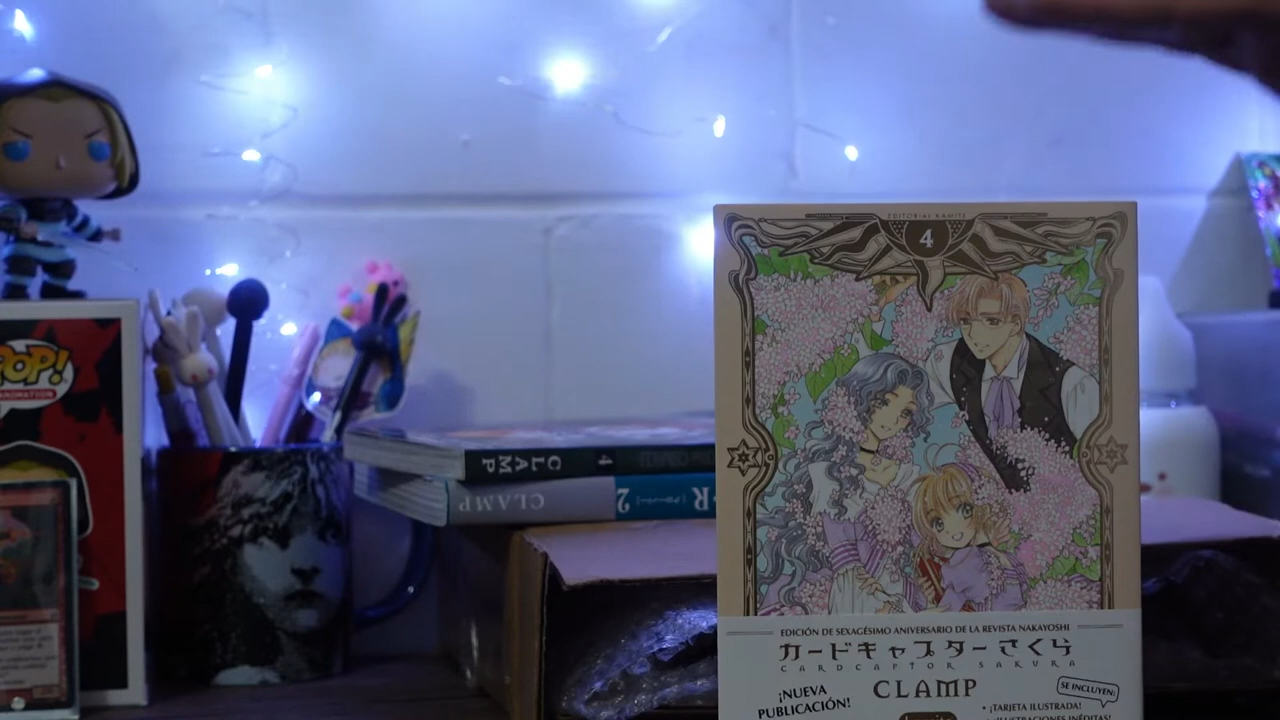 EDITORIAL KAMITE
4
POP!
ANIMATION
CLAMP 4
CLAMP 2 R
EDICIÓN DE SEXAGÉSIMO ANIVERSARIO DE LA REVISTA NAKAYOSHI
カードキャプターさくら
CARDCAPTOR SAKURA
CLAMP
¡NUEVA
PUBLICACIÓN!
SE INCLUYEN:
• ¡TARJETA ILUSTRADA!